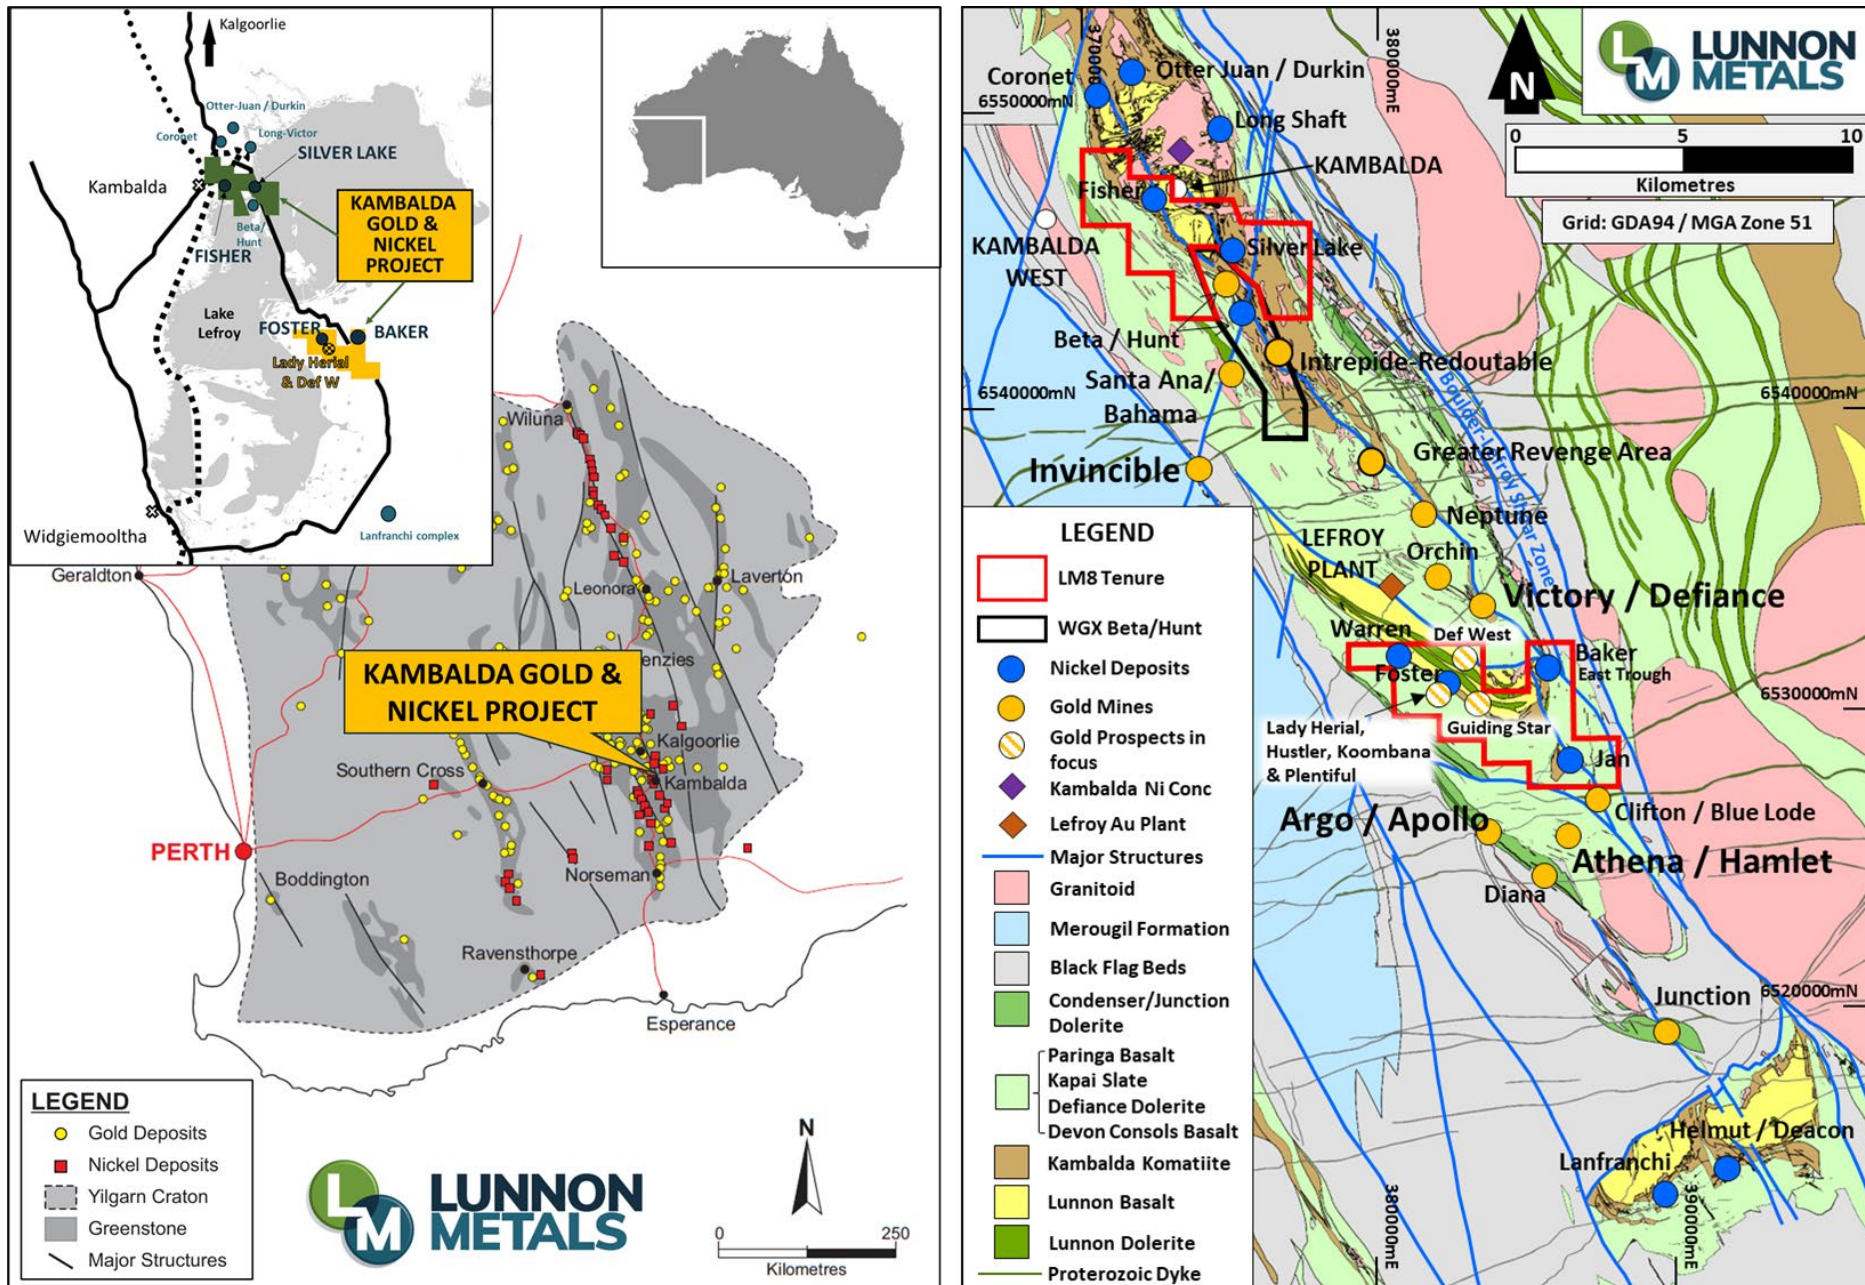 Kalgoorlie
Otter-Juan / Durkin
Coronet
Long-Victor
SILVER LAKE
Kambalda
KAMBALDA
GOLD &
NICKEL
PROJECT
Beta/
Hunt
FISHER
Lake
Lefroy
FOSTER
BAKER
Lady Herial
& Def W
Widgiemooltha
Lanfranchi complex
Geraldton
Wiluna
Leonora
Laverton
enzies
KAMBALDA GOLD &
NICKEL PROJECT
Kalgoorlie
Southern Cross
Kambalda
PERTH
Boddington
Norseman
Ravensthorpe
Esperance
LEGEND
Gold Deposits
Nickel Deposits
Yilgarn Craton
Greenstone
Major Structures
LM
LUNNON
METALS
N
0
250
Kilometres
370000mE
380000mE
Coronet
Otter Juan / Durkin
6550000mN
Long Shaft
N
LM
LUNNON
METALS
0
5
10
Kilometres
Grid: GDA94 / MGA Zone 51
KAMBALDA
Fisher
KAMBALDA
WEST
Silver Lake
Beta / Hunt
Intrepide-Redoutable
Santa Ana/
Bahama
6540000mN
6540000mN
Boulder-Lefroy Shear Zone
Invincible
Greater Revenge Area
Neptune
LEFROY
PLANT
Orchin
Victory / Defiance
Warren
Def West
Baker
East Trough
Foster
6530000mN
Lady Herial,
Hustler, Koombana
& Plentiful
Guiding Star
Jan
Clifton / Blue Lode
Argo / Apollo
Athena / Hamlet
Diana
Junction
6520000mN
Helmut / Deacon
Lanfranchi
380000mE
390000mE
LEGEND
LM8 Tenure
WGX Beta/Hunt
Nickel Deposits
Gold Mines
Gold Prospects in
focus
Kambalda Ni Conc
Lefroy Au Plant
Major Structures
Granitoid
Merougil Formation
Black Flag Beds
Condenser/Junction
Dolerite
Paringa Basalt
Kapai Slate
Defiance Dolerite
Devon Consols Basalt
Kambalda Komatiite
Lunnon Basalt
Lunnon Dolerite
Proterozoic Dyke